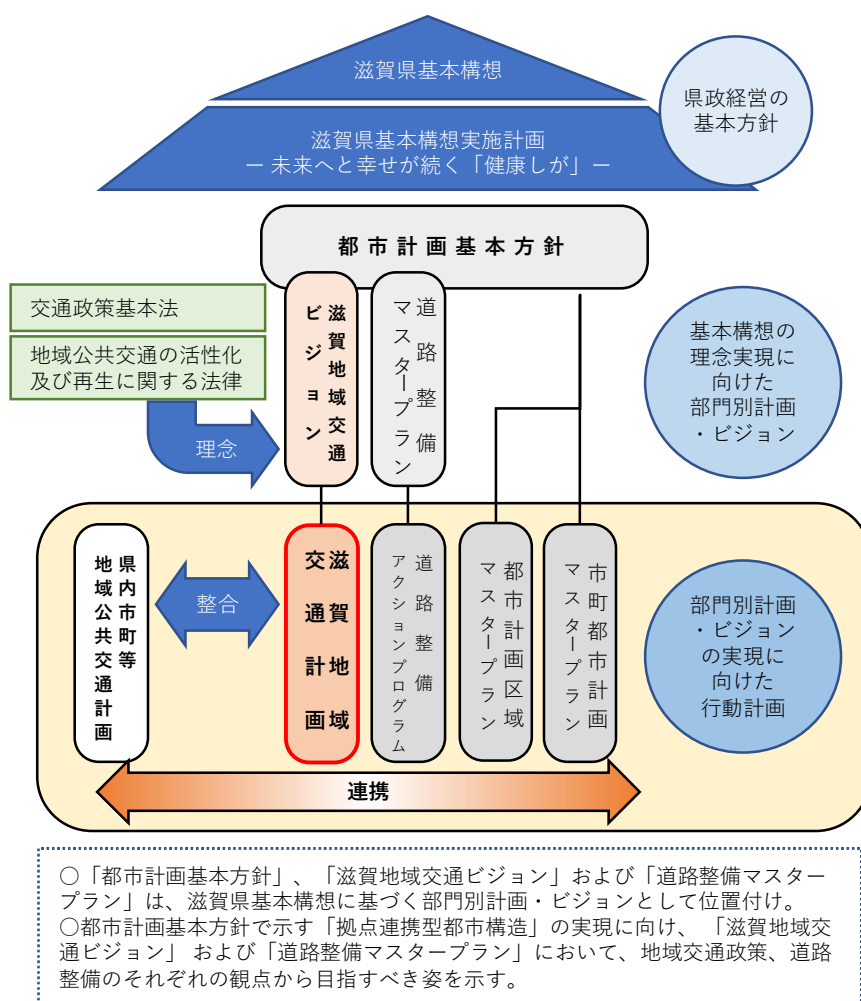 滋賀県基本構想
県政経営の
基本方針
滋賀県基本構想実施計画
ー 未来へと幸せが続く「健康しが」ー
都市計画基本方針
交通政策基本法
地域公共交通の活性化
及び再生に関する法律
理念
滋賀地域交通
ビジョン
道路整備
マスタープラン
基本構想の
理念実現に
向けた
部門別計画
・ビジョン
県内市町等
地域公共交通計画
整合
滋賀地域
交通計画
道路整備
アクションプログラム
都市計画区域
マスタープラン
市町都市計画
マスタープラン
部門別計画
・ビジョン
の実現に
向けた
行動計画
連携
○「都市計画基本方針」、「滋賀地域交通ビジョン」および「道路整備マスター
プラン」は、滋賀県基本構想に基づく部門別計画・ビジョンとして位置付け。
○都市計画基本方針で示す「拠点連携型都市構造」の実現に向け、「滋賀地域交
通ビジョン」 および「道路整備マスタープラン」において、地域交通政策、道路
整備のそれぞれの観点から目指すべき姿を示す。